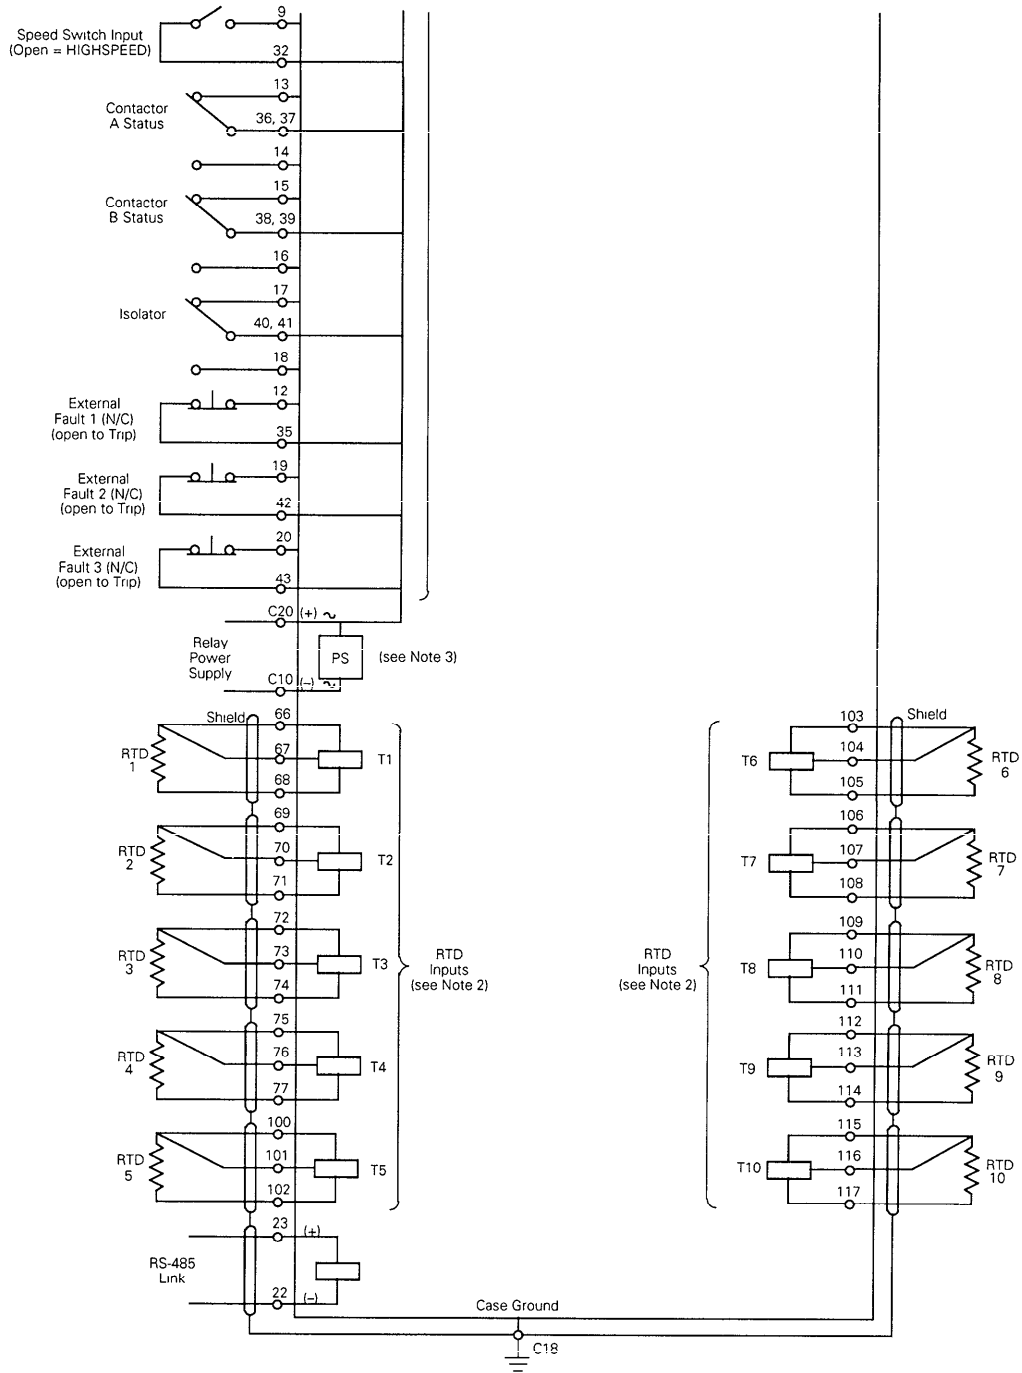 9
Speed Switch Input
(Open = HIGHSPEED)
32
13
Contactor
A Status
36, 37
14
15
Contactor
B Status
38, 39
16
17
Isolator
40, 41
18
12
External
Fault 1 (N/C)
(open to Trip)
35
19
External
Fault 2 (N/C)
(open to Trip)
42
20
External
Fault 3 (N/C)
(open to Trip)
43
C20 (+) ~
Relay
Power
Supply
PS
(see Note 3)
C10 (–) ~
Shield
66
RTD
1
67
T1
68
69
RTD
2
70
T2
71
72
RTD
3
73
T3
74
75
RTD
4
76
T4
77
100
RTD
5
101
T5
102
RTD
Inputs
(see Note 2)
23 (+)
RS-485
Link
22 (–)
RTD
Inputs
(see Note 2)
103
Shield
T6
104
RTD
6
105
106
T7
107
RTD
7
108
109
T8
110
RTD
8
111
112
T9
113
RTD
9
114
115
T10
116
RTD
10
117
Case Ground
C18